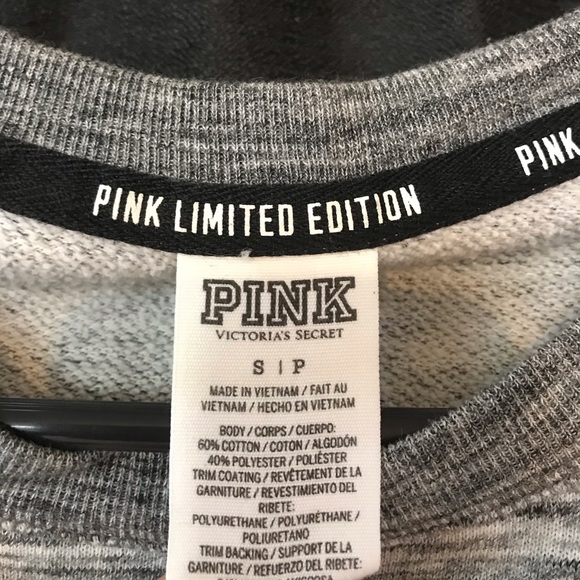 PINK LIMITED EDITION
PINK
PINK
VICTORIA'S SECRET
S | P
MADE IN VIETNAM / FAIT AU
VIETNAM / HECHO EN VIETNAM
BODY / CORPS / CUERPO:
60% COTTON / COTON / ALGODÓN
40% POLYESTER / POLIÉSTER
TRIM COATING / REVÊTEMENT DE LA
GARNITURE / REVESTIMIENTO DEL
RIBETE:
POLYURETHANE / POLYURÉTHANE /
POLIURETANO
TRIM BACKING / SUPPORT DE LA
GARNITURE / REFUERZO DEL
RIBETE: